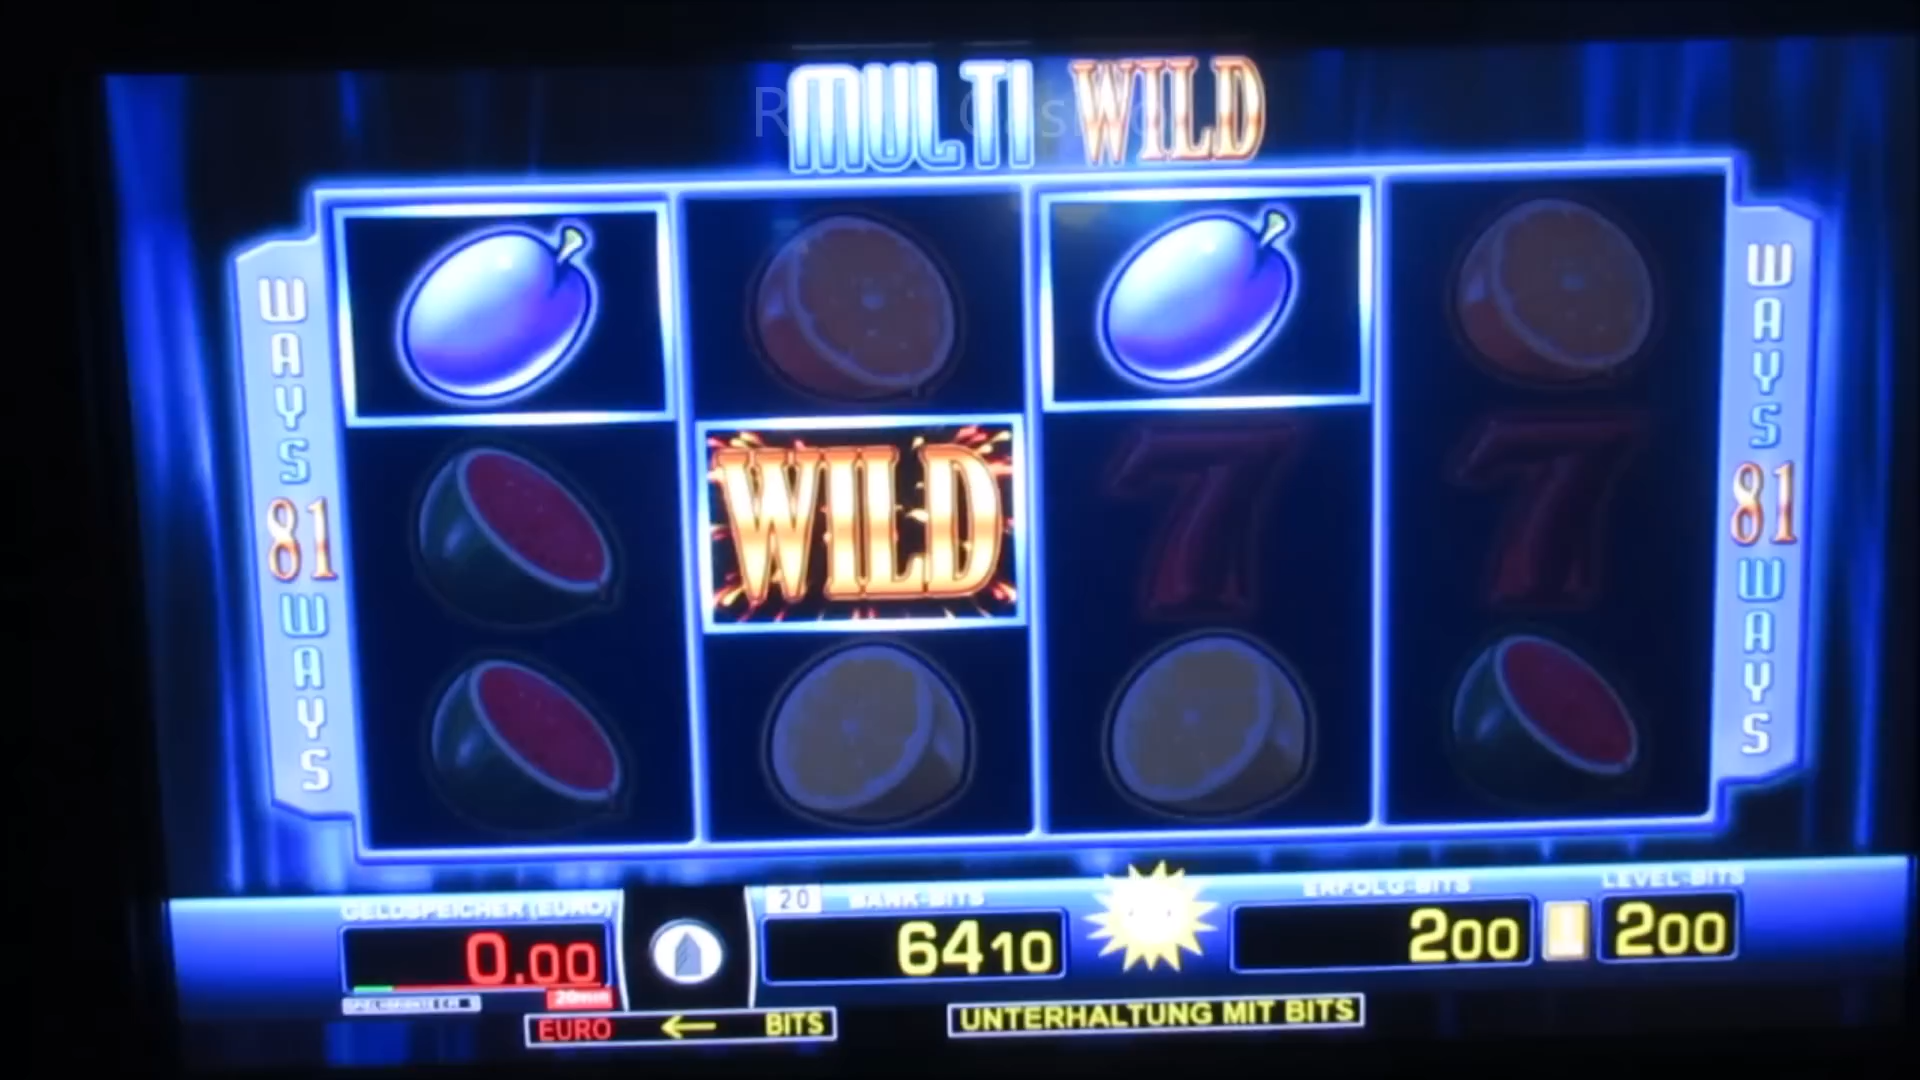 MULTI WILD
WAYS 81 WAYS
WILD
WAYS 81 WAYS
GELDSPEICHER (EURO)
0.00
20
BANK-BITS
6410
ERFOLG-BITS
200
LEVEL-BITS
200
EURO ← BITS
UNTERHALTUNG MIT BITS